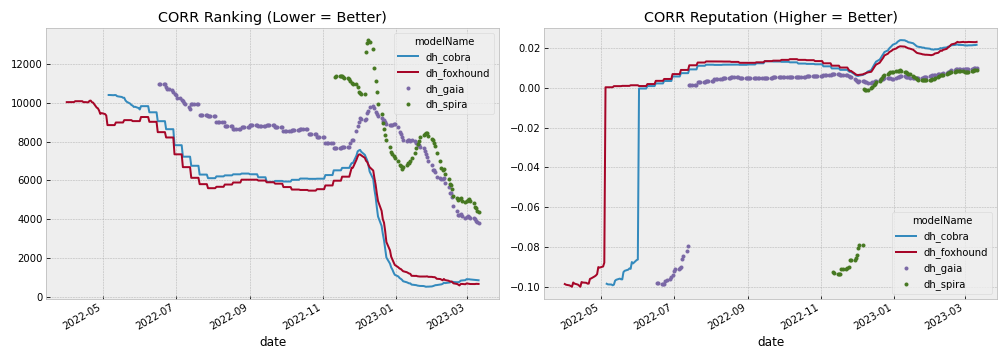 CORR Ranking (Lower = Better)
12000
10000
8000
6000
4000
2000
0
modelName
dh_cobra
dh_foxhound
dh_gaia
dh_spira
2022-05
2022-07
2022-09
2022-11
2023-01
2023-03
date
CORR Reputation (Higher = Better)
0.02
0.00
−0.02
−0.04
−0.06
−0.08
−0.10
modelName
dh_cobra
dh_foxhound
dh_gaia
dh_spira
2022-05
2022-07
2022-09
2022-11
2023-01
2023-03
date